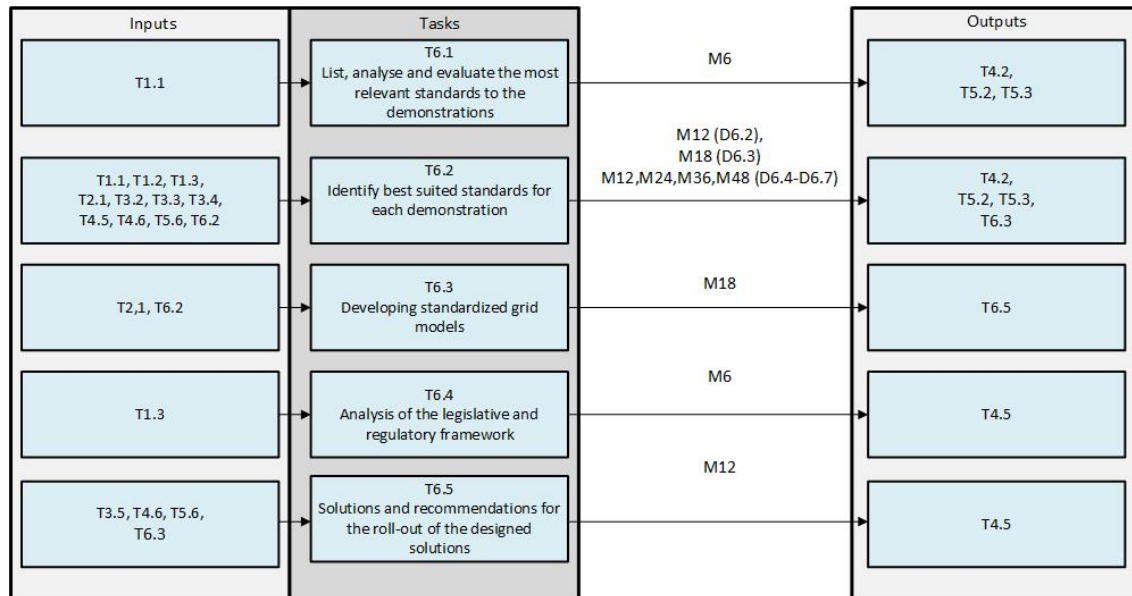 Inputs
Tasks
Outputs
T1.1
T6.1
List, analyse and evaluate the most
relevant standards to the
demonstrations
M6
T4.2,
T5.2, T5.3
T1.1, T1.2, T1.3,
T2.1, T3.2, T3.3, T3.4,
T4.5, T4.6, T5.6, T6.2
T6.2
Identify best suited standards for
each demonstration
M12 (D6.2),
M18 (D6.3)
M12,M24,M36,M48 (D6.4-D6.7)
T4.2,
T5.2, T5.3,
T6.3
T2,1, T6.2
T6.3
Developing standardized grid
models
M18
T6.5
T1.3
T6.4
Analysis of the legislative and
regulatory framework
M6
T4.5
T3.5, T4.6, T5.6,
T6.3
T6.5
Solutions and recommendations for
the roll-out of the designed
solutions
M12
T4.5